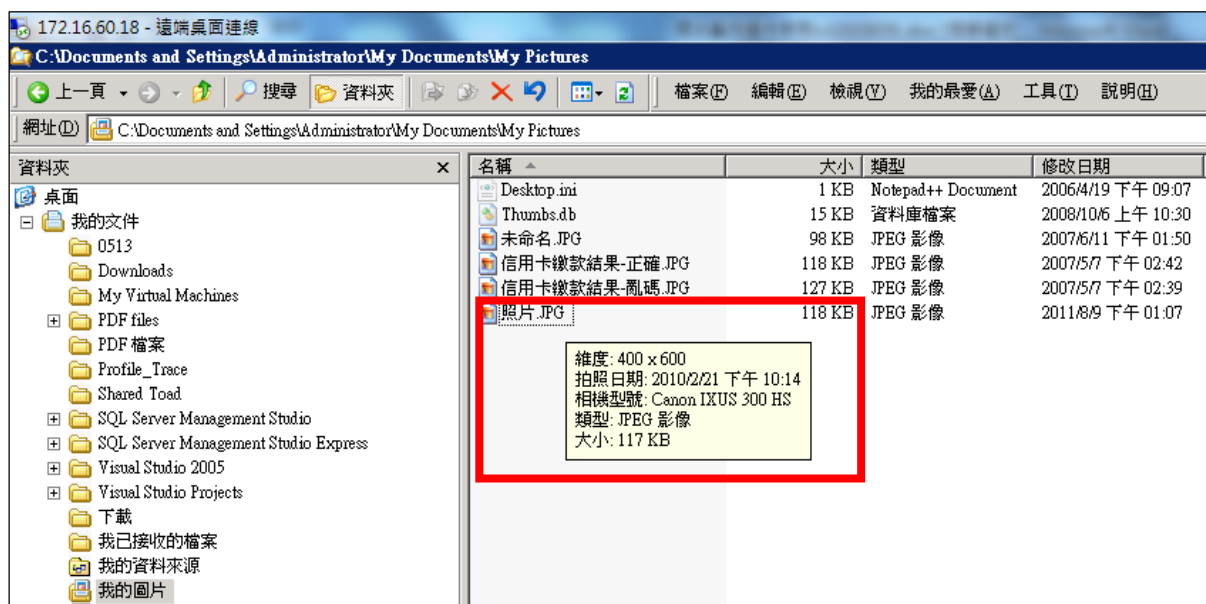 172.16.60.18 - 遠端桌面連線
C:\Documents and Settings\Administrator\My Documents\My Pictures
上一頁 搜尋 資料夾 檔案(F) 編輯(E) 檢視(V) 我的最愛(A) 工具(T) 說明(H)
網址(D) C:\Documents and Settings\Administrator\My Documents\My Pictures
資料夾 x
桌面
我的文件
0513
Downloads
My Virtual Machines
PDF files
PDF 檔案
Profile_Trace
Shared Toad
SQL Server Management Studio
SQL Server Management Studio Express
Visual Studio 2005
Visual Studio Projects
下載
我已接收的檔案
我的資料來源
我的圖片
名稱 大小 類型 修改日期
Desktop.ini 1 KB Notepad++ Document 2006/4/19 下午 09:07
Thumbs.db 15 KB 資料庫檔案 2008/10/6 上午 10:30
未命名.JPG 98 KB JPEG 影像 2007/6/11 下午 01:50
信用卡繳款結果-正確.JPG 118 KB JPEG 影像 2007/5/7 下午 02:42
信用卡繳款結果-亂碼.JPG 127 KB JPEG 影像 2007/5/7 下午 02:39
照片.JPG 118 KB JPEG 影像 2011/8/9 下午 01:07
維度: 400 x 600
拍照日期: 2010/2/21 下午 10:14
相機型號: Canon IXUS 300 HS
類型: JPEG 影像
大小: 117 KB